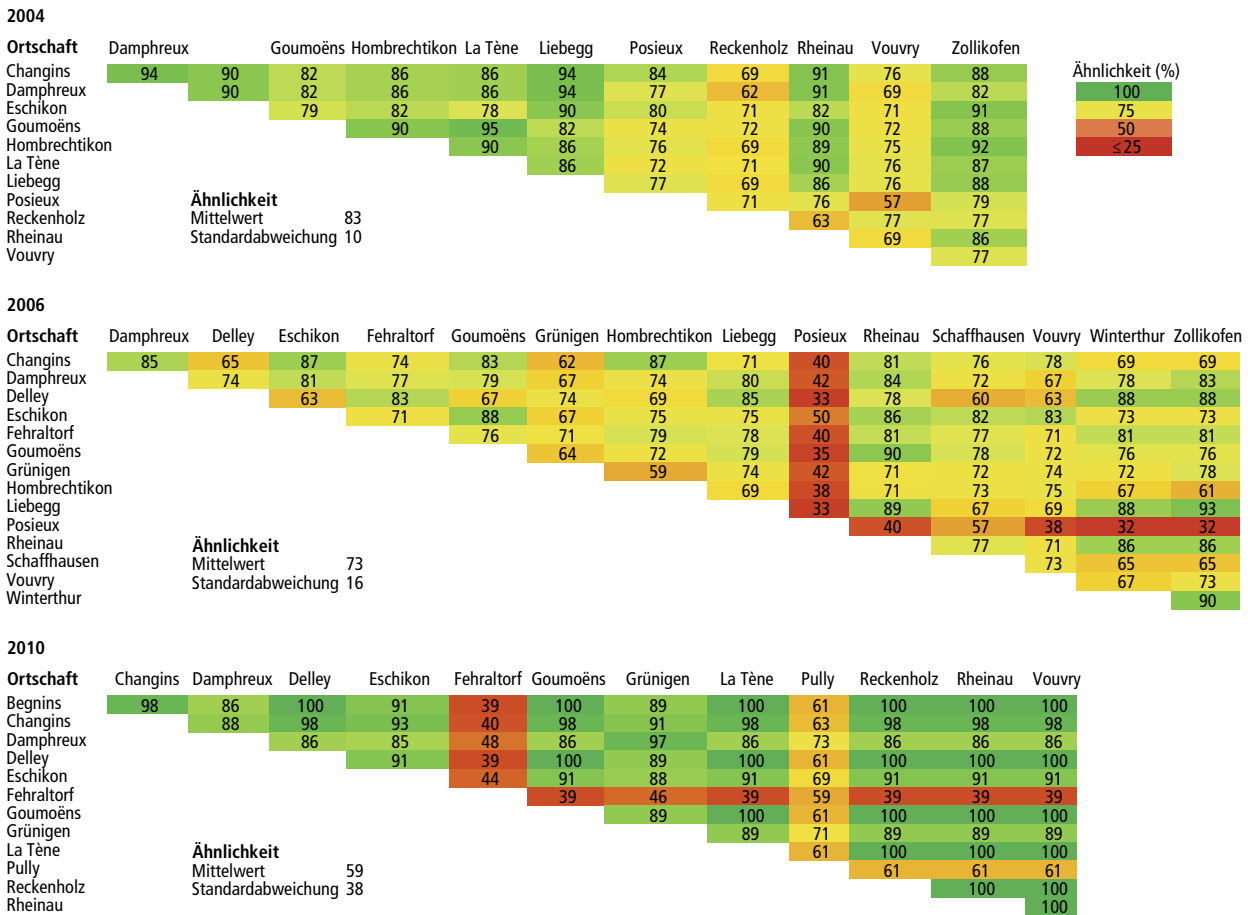 2004
Ortschaft Damphreux Goumoëns Hombrechtikon La Tène Liebegg Posieux Reckenholz Rheinau Vouvry Zollikofen
Changins 94 90 82 86 86 94 84 69 91 76 88 Ähnlichkeit (%)
Damphreux 90 82 86 86 94 77 62 91 69 82 100
Eschikon 79 82 78 90 80 71 82 71 91 75
Goumoëns 90 95 82 74 72 90 72 88 50
Hombrechtikon 90 86 76 69 89 75 92 ≤25
La Tène 86 72 71 90 76 87
Liebegg 77 69 86 76 88
Posieux Ähnlichkeit 71 76 57 79
Reckenholz Mittelwert 83 63 77 77
Rheinau Standardabweichung 10 69 86
Vouvry 77
2006
Ortschaft Damphreux Delley Eschikon Fehraltorf Goumoëns Grünigen Hombrechtikon Liebegg Posieux Rheinau Schaffhausen Vouvry Winterthur Zollikofen
Changins 85 65 87 74 83 62 87 71 40 81 76 78 69 69
Damphreux 74 81 77 79 67 74 80 42 84 72 67 78 83
Delley 63 83 67 74 69 85 33 78 60 63 88 88
Eschikon 71 88 67 75 75 50 86 82 83 73 73
Fehraltorf 76 71 79 78 40 81 77 71 81 81
Goumoëns 64 72 79 35 90 78 72 76 76
Grünigen 59 74 42 71 72 74 72 78
Hombrechtikon 69 38 71 73 75 67 61
Liebegg 33 89 67 69 88 93
Posieux 40 57 38 32 32
Rheinau Ähnlichkeit 77 71 86 86
Schaffhausen Mittelwert 73 73 65 65
Vouvry Standardabweichung 16 67 73
Winterthur 90
2010
Ortschaft Changins Damphreux Delley Eschikon Fehraltorf Goumoëns Grünigen La Tène Pully Reckenholz Rheinau Vouvry
Begnins 98 86 100 91 39 100 89 100 61 100 100 100
Changins 88 98 93 40 98 91 98 63 98 98 98
Damphreux 86 85 48 86 97 86 73 86 86 86
Delley 91 39 100 89 100 61 100 100 100
Eschikon 44 91 88 91 69 91 91 91
Fehraltorf 39 46 39 59 39 39 39
Goumoëns 89 100 61 100 100 100
Grünigen 89 71 89 89 89
La Tène Ähnlichkeit 61 100 100 100
Pully Mittelwert 59 61 61 61
Reckenholz Standardabweichung 38 100 100
Rheinau 100